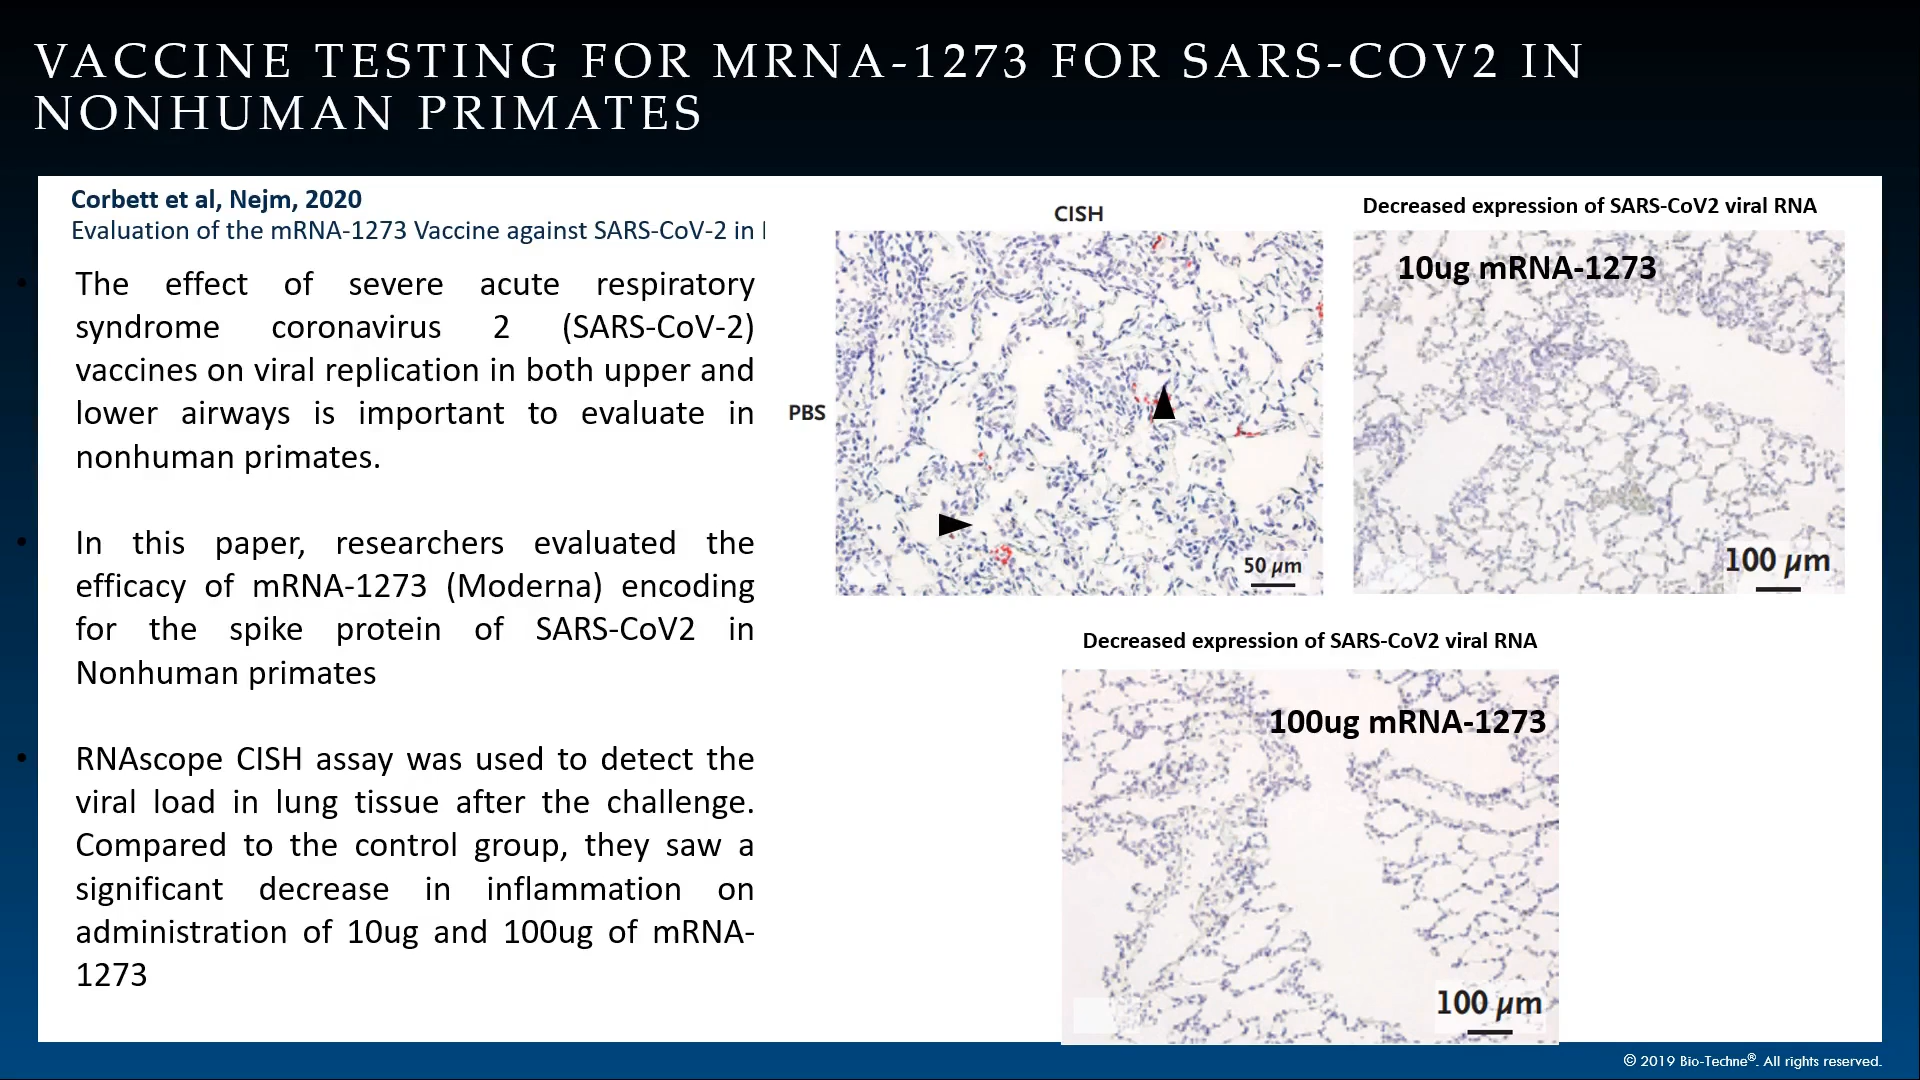 VACCINE TESTING FOR MRNA-1273 FOR SARS-COV2 IN
NONHUMAN PRIMATES
Corbett et al, Nejm, 2020
Evaluation of the mRNA-1273 Vaccine against SARS-CoV-2 in
• The effect of severe acute respiratory
syndrome coronavirus 2 (SARS-CoV-2)
vaccines on viral replication in both upper and
lower airways is important to evaluate in
nonhuman primates.
• In this paper, researchers evaluated the
efficacy of mRNA-1273 (Moderna) encoding
for the spike protein of SARS-CoV2 in
Nonhuman primates
• RNAscope CISH assay was used to detect the
viral load in lung tissue after the challenge.
Compared to the control group, they saw a
significant decrease in inflammation on
administration of 10ug and 100ug of mRNA-
1273
CISH
PBS
50 µm
Decreased expression of SARS-CoV2 viral RNA
10ug mRNA-1273
100 µm
Decreased expression of SARS-CoV2 viral RNA
100ug mRNA-1273
100 µm
© 2019 Bio-Techne®. All rights reserved.